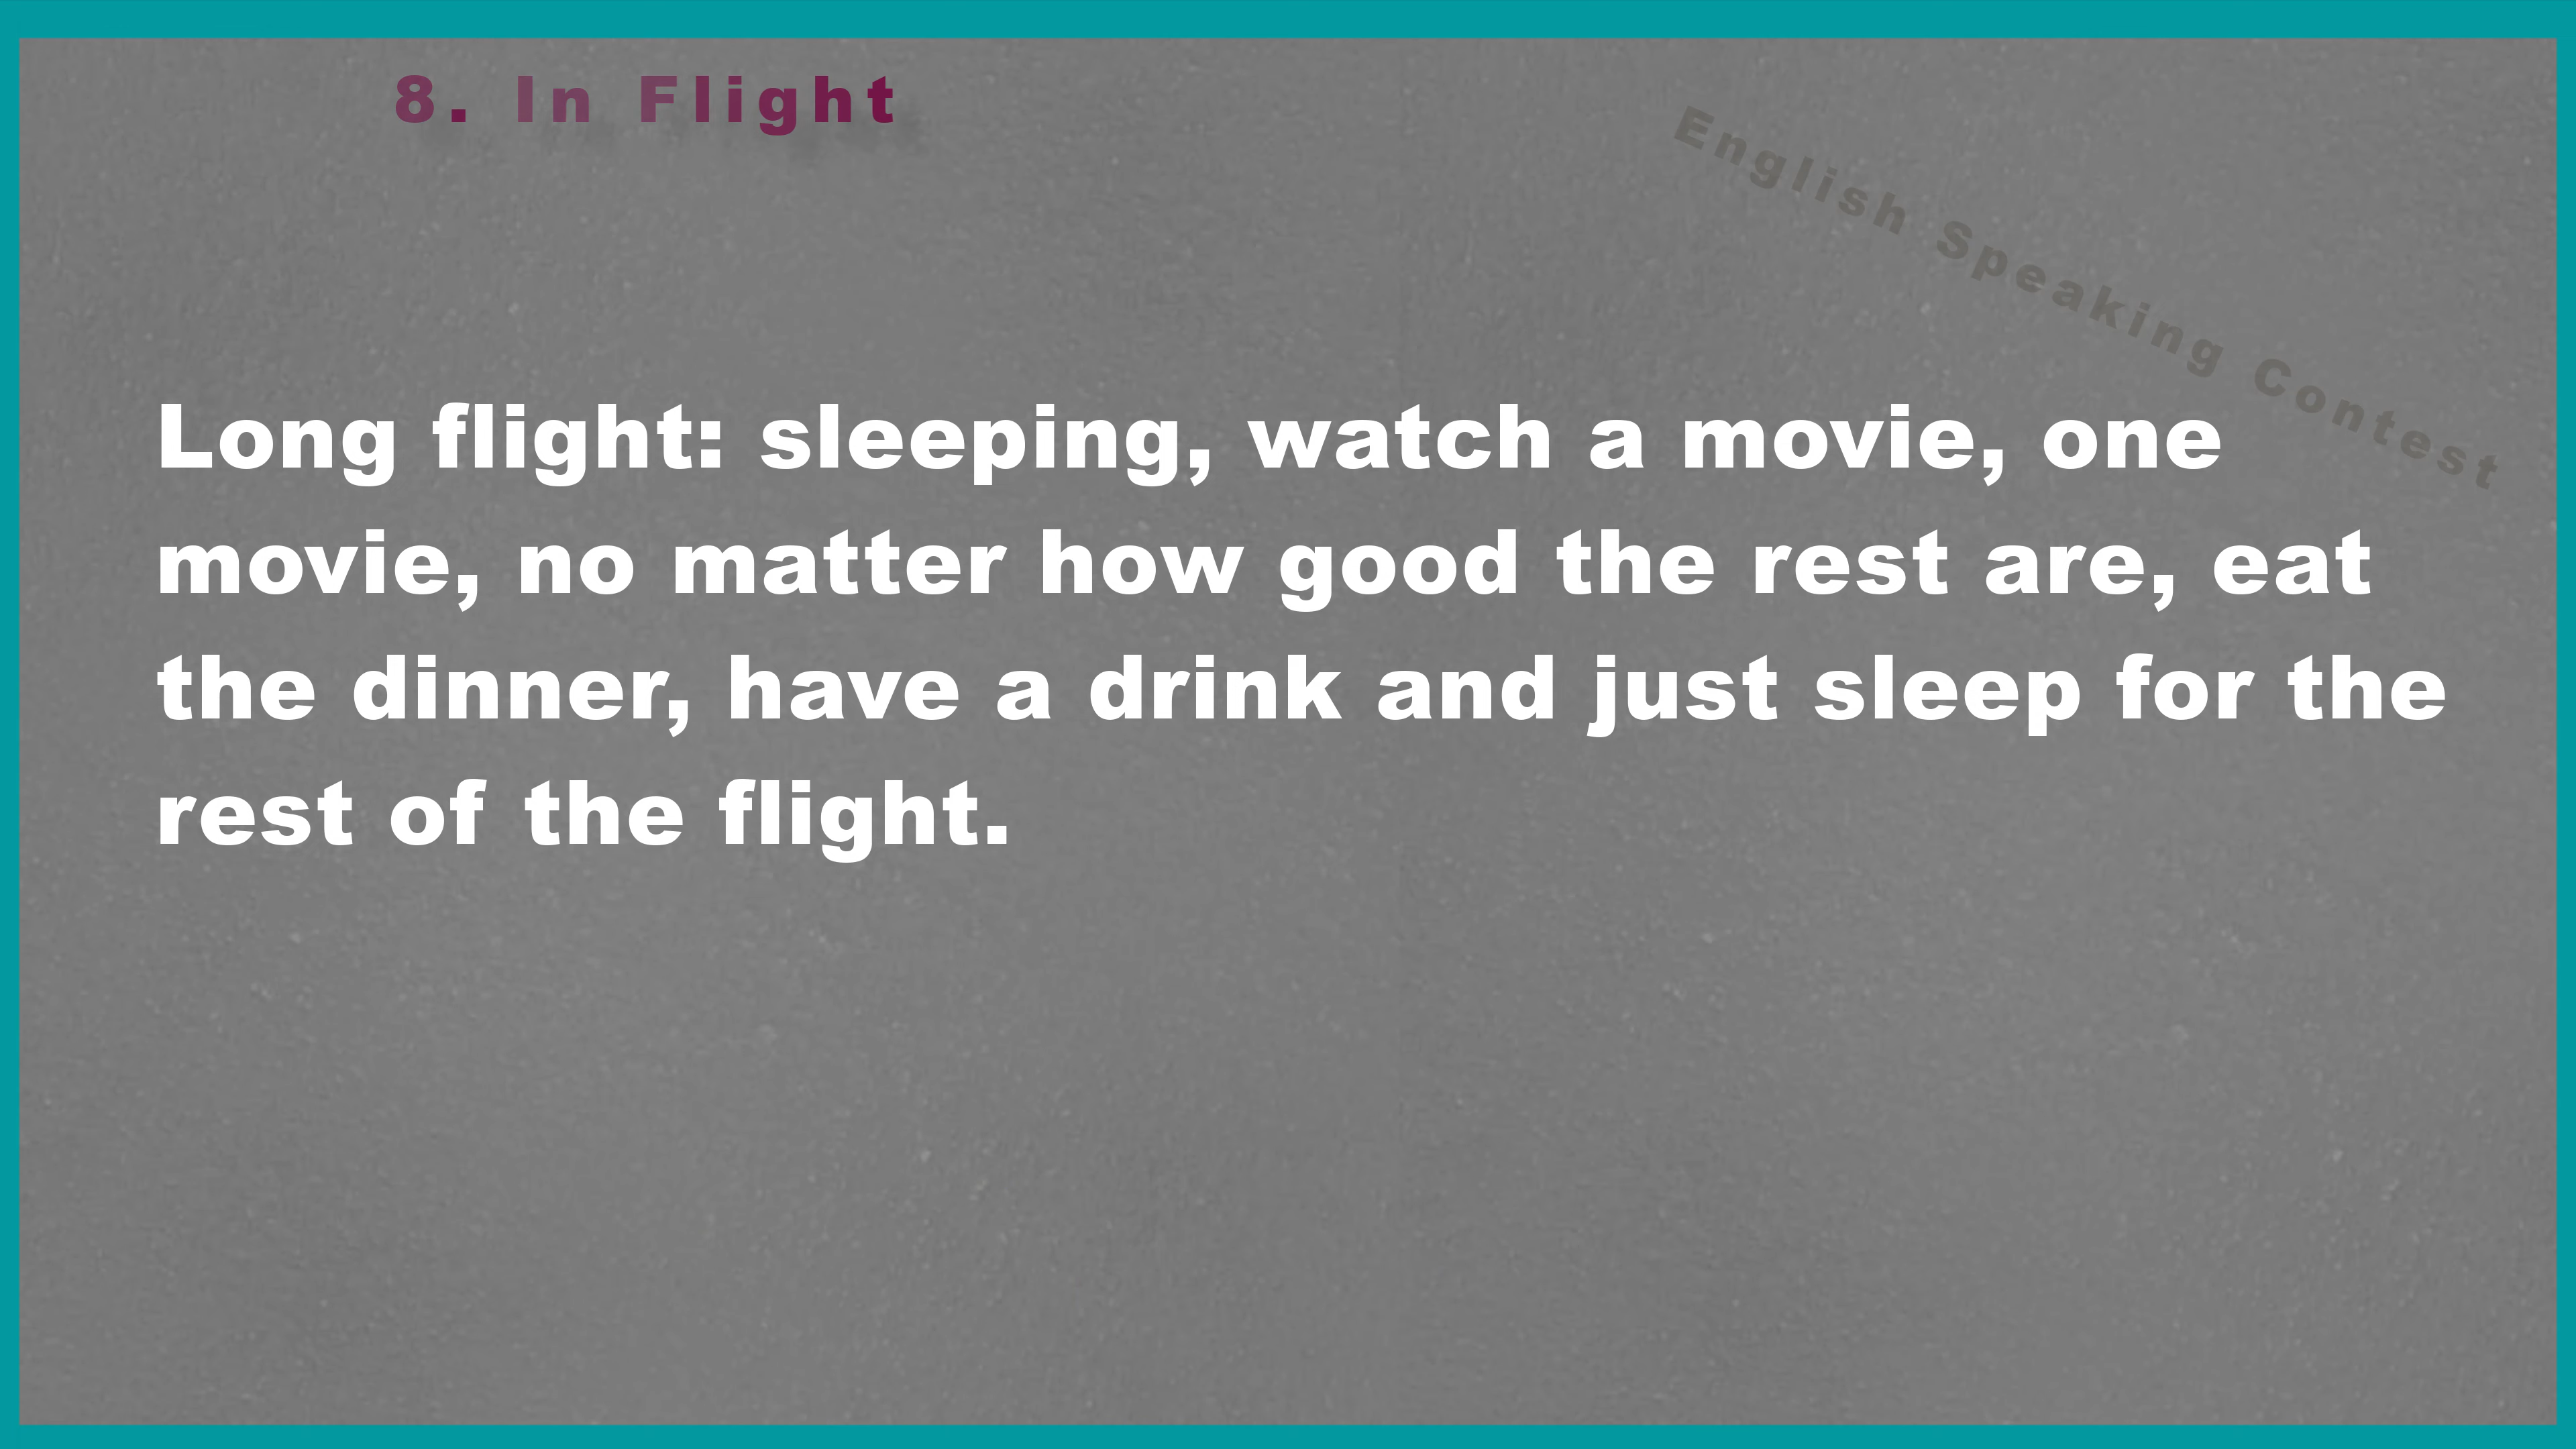 8. In Flight
English Speaking Contest
Long flight: sleeping, watch a movie, one
movie, no matter how good the rest are, eat
the dinner, have a drink and just sleep for the
rest of the flight.